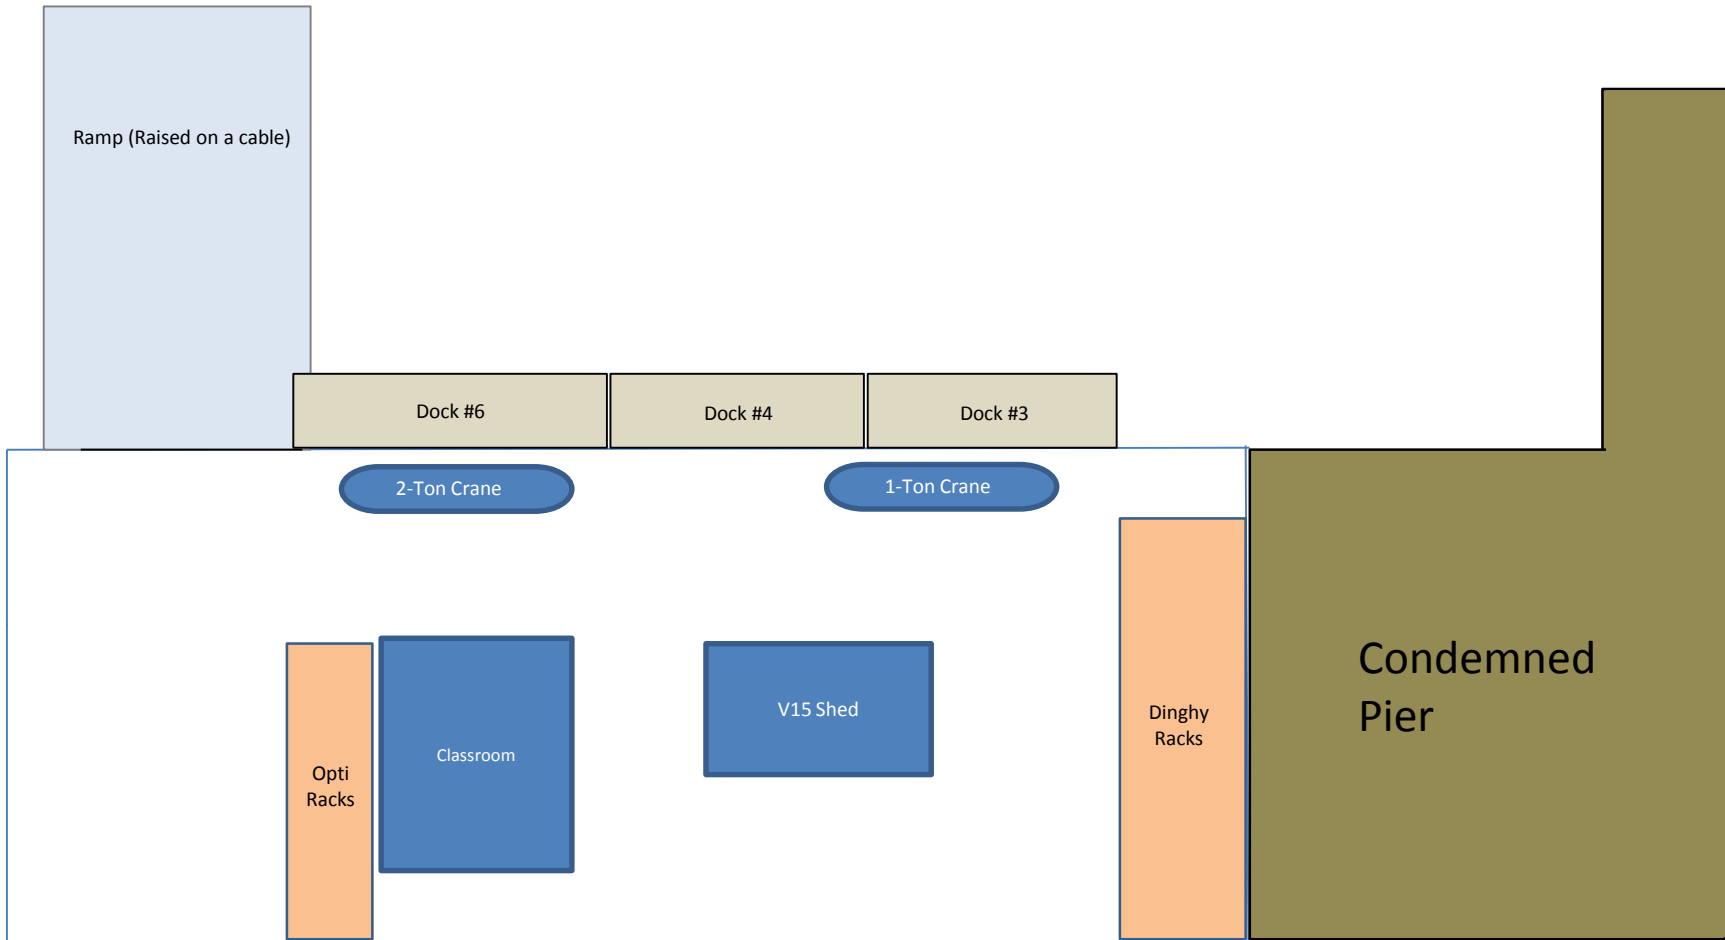 Ramp (Raised on a cable)
Dock #6
Dock #4
Dock #3
2-Ton Crane
1-Ton Crane
Condemned
Pier
V15 Shed
Dinghy
Racks
Classroom
Opti
Racks